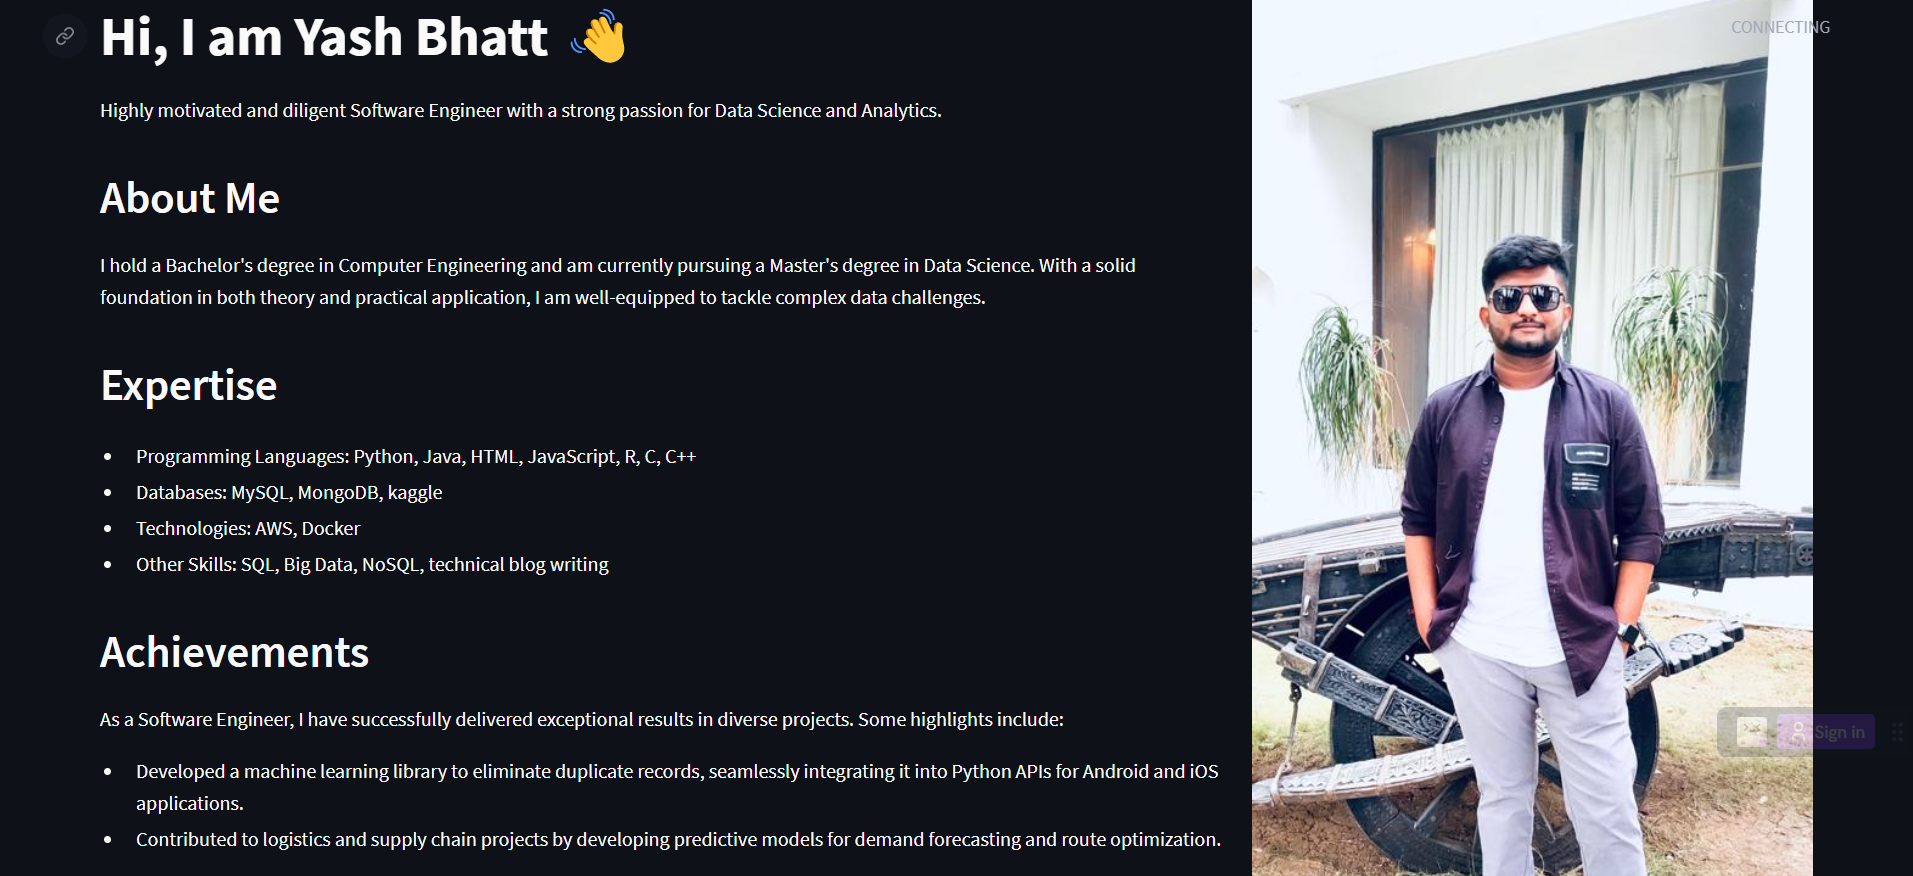 Hi, I am Yash Bhatt 👋
CONNECTING
Highly motivated and diligent Software Engineer with a strong passion for Data Science and Analytics.
About Me
I hold a Bachelor's degree in Computer Engineering and am currently pursuing a Master's degree in Data Science. With a solid
foundation in both theory and practical application, I am well-equipped to tackle complex data challenges.
Expertise
• Programming Languages: Python, Java, HTML, JavaScript, R, C, C++
• Databases: MySQL, MongoDB, kaggle
• Technologies: AWS, Docker
• Other Skills: SQL, Big Data, NoSQL, technical blog writing
Achievements
As a Software Engineer, I have successfully delivered exceptional results in diverse projects. Some highlights include:
Sign in
• Developed a machine learning library to eliminate duplicate records, seamlessly integrating it into Python APIs for Android and iOS
applications.
• Contributed to logistics and supply chain projects by developing predictive models for demand forecasting and route optimization.